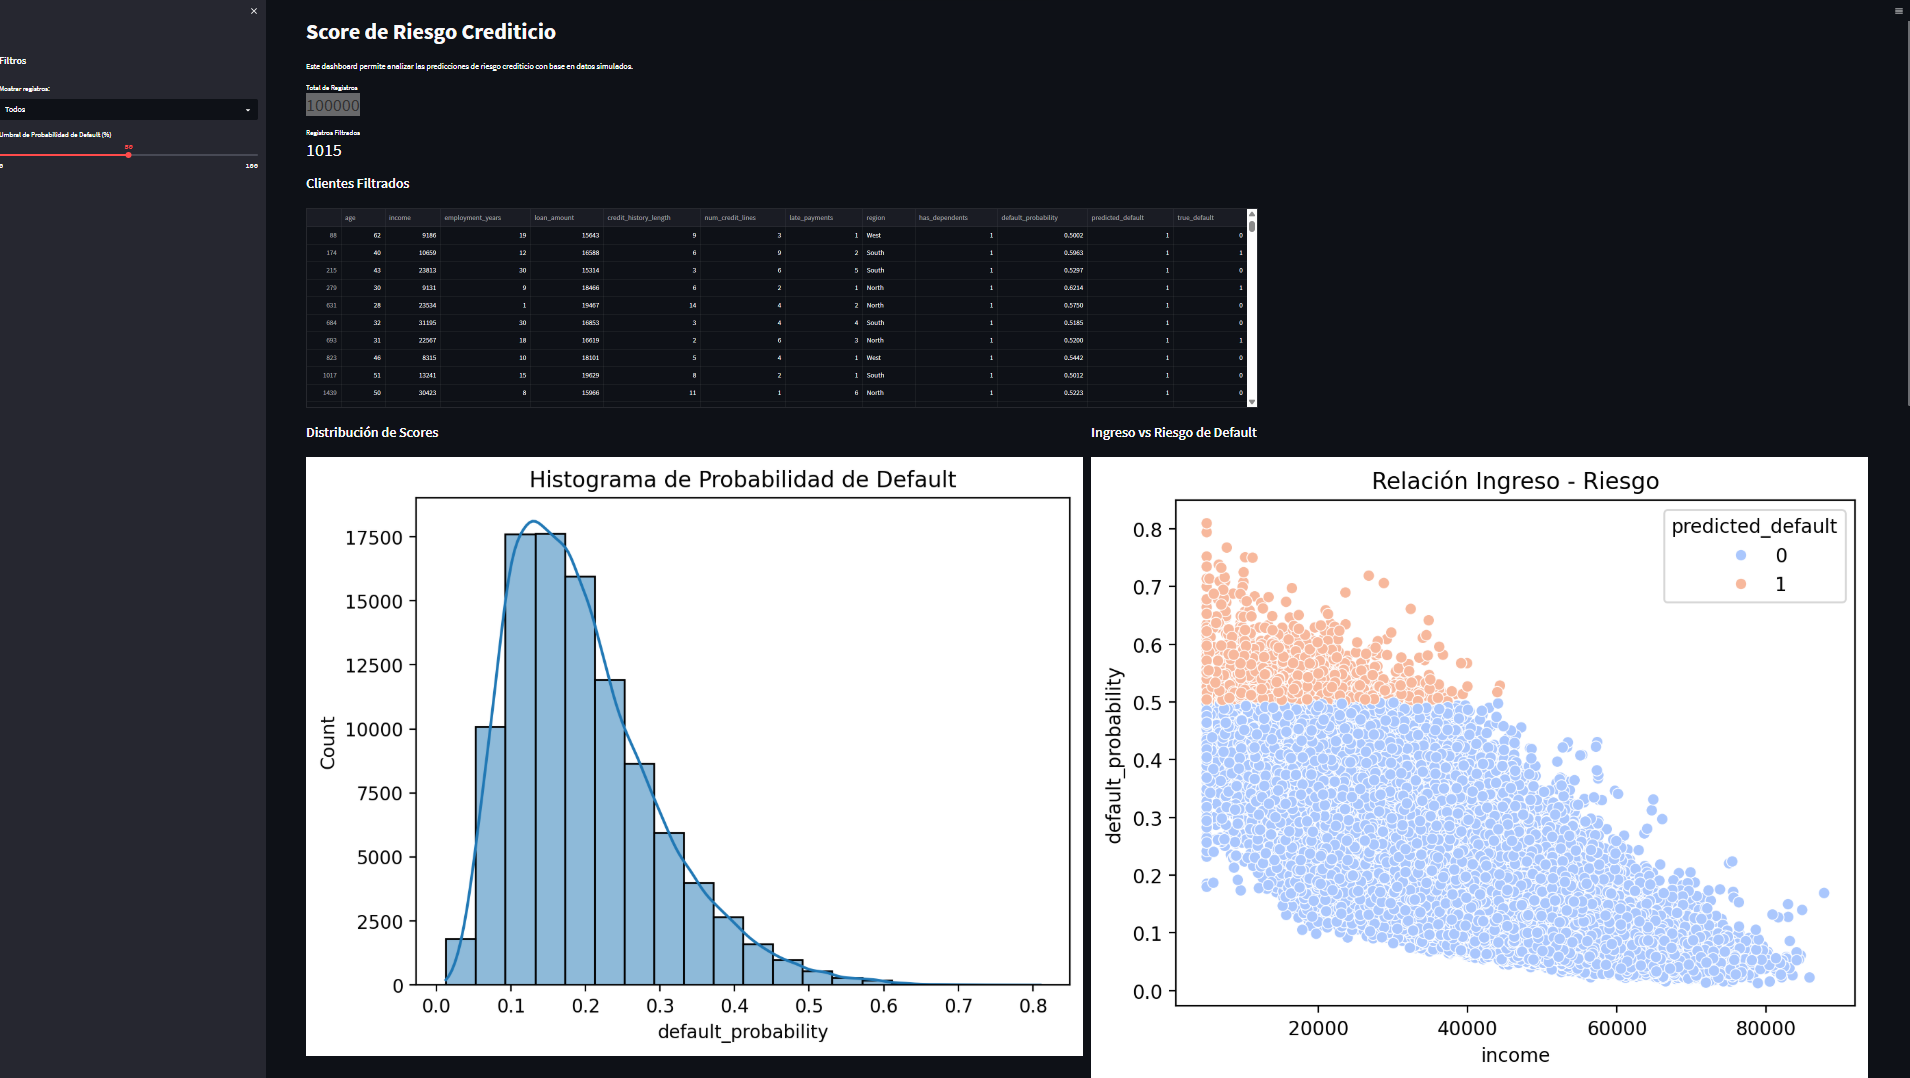 ×
Filtros
Mostrar registros:
Todos
Umbral de Probabilidad de Default (%)
0
100
Score de Riesgo Crediticio
Este dashboard permite analizar las predicciones de riesgo crediticio con base en datos simulados.
Total de Registros
100000
Registros Filtrados
1015
Clientes Filtrados
age income employment_years loan_amount credit_history_length num_credit_lines late_payments region has_dependents default_probability predicted_default true_default
88 62 9186 19 15643 9 3 1 West 1 0.5002 1 0
174 40 10659 12 16588 6 9 2 South 1 0.5963 1 1
215 43 23813 30 15314 3 6 5 South 1 0.5297 1 0
279 30 9131 9 18466 6 2 1 North 1 0.6214 1 1
631 28 23534 1 19467 14 4 2 North 1 0.5750 1 0
684 32 31195 30 16853 3 4 4 South 1 0.5185 1 0
693 31 22567 18 16619 2 6 3 North 1 0.5200 1 1
823 46 8315 10 18101 5 4 1 West 1 0.5442 1 0
1017 51 13241 15 19629 8 2 1 South 1 0.5012 1 0
1439 50 30423 8 15966 11 1 6 North 1 0.5223 1 0
Distribución de Scores
Histograma de Probabilidad de Default
17500
15000
12500
10000
7500
5000
2500
0
Count
0.0 0.1 0.2 0.3 0.4 0.5 0.6 0.7 0.8
default_probability
Ingreso vs Riesgo de Default
Relación Ingreso - Riesgo
predicted_default
0
1
0.8
0.7
0.6
0.5
0.4
0.3
0.2
0.1
0.0
default_probability
20000 40000 60000 80000
income